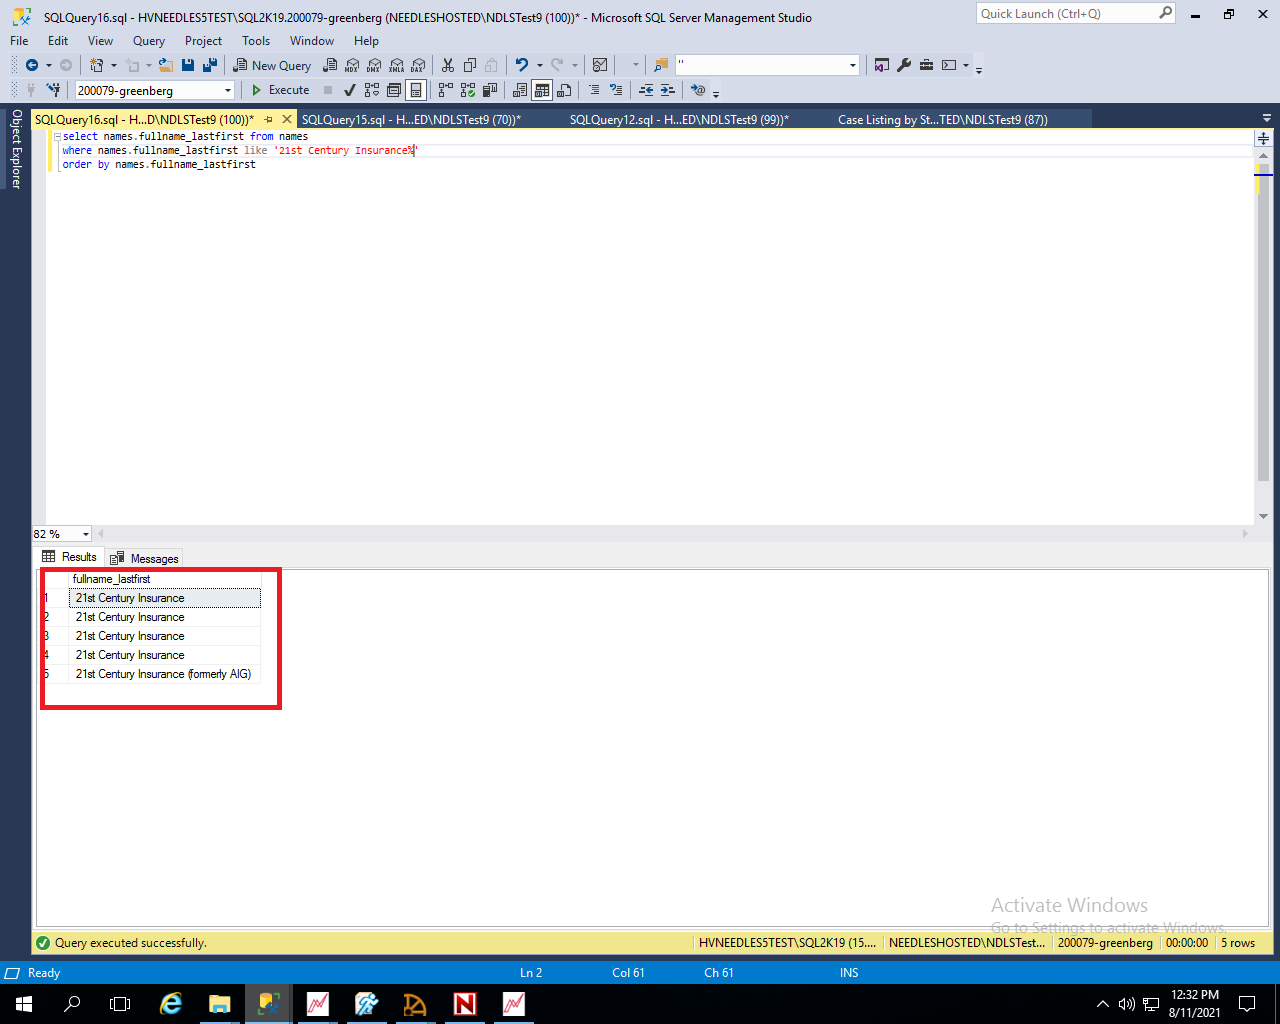 SQLQuery16.sql - HVNEEDLES5TEST\SQL2K19.200079-greenberg (NEEDLESHOSTED\NDLSTest9 (100))* - Microsoft SQL Server Management Studio
Quick Launch (Ctrl+Q)
File Edit View Query Project Tools Window Help
New Query MDX DMX XMLA DAX "
200079-greenberg Execute
Object Explorer
SQLQuery16.sql - H...D\NDLSTest9 (100))* SQLQuery15.sql - H...ED\NDLSTest9 (70))* SQLQuery12.sql - H...ED\NDLSTest9 (99))* Case Listing by St...TED\NDLSTest9 (87))
select names.fullname_lastfirst from names
where names.fullname_lastfirst like '21st Century Insurance%'
order by names.fullname_lastfirst
82 %
Results Messages
fullname_lastfirst
1 21st Century Insurance
2 21st Century Insurance
3 21st Century Insurance
4 21st Century Insurance
5 21st Century Insurance (formerly AIG)
Activate Windows
Go to Settings to activate Windows.
Query executed successfully. HVNEEDLES5TEST\SQL2K19 (15.... NEEDLESHOSTED\NDLSTest... 200079-greenberg 00:00:00 5 rows
Ready Ln 2 Col 61 Ch 61 INS
12:32 PM
8/11/2021